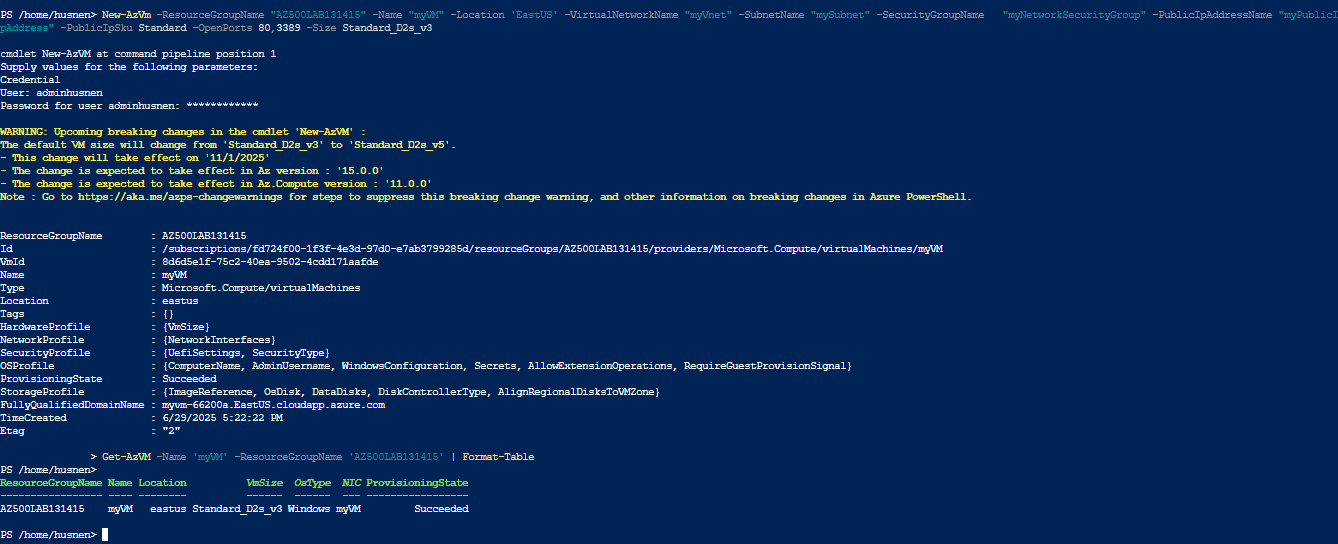 PS /home/husnen> New-AzVm -ResourceGroupName "AZ500LAB131415" -Name "myVM" -Location 'EastUS' -VirtualNetworkName "myVnet" -SubnetName "mySubnet" -SecurityGroupName   "myNetworkSecurityGroup" -PublicIpAddressName "myPublicI
pAddress" -PublicIpSku Standard -OpenPorts 80,3389 -Size Standard_D2s_v3
cmdlet New-AzVM at command pipeline position 1
Supply values for the following parameters:
Credential
User: adminhusnen
Password for user adminhusnen: ************
WARNING: Upcoming breaking changes in the cmdlet 'New-AzVM' :
The default VM size will change from 'Standard_D2s_v3' to 'Standard_D2s_v5'.
- This change will take effect on '11/1/2025'
- The change is expected to take effect in Az version : '15.0.0'
- The change is expected to take effect in Az.Compute version : '11.0.0'
Note : Go to https://aka.ms/azps-changewarnings for steps to suppress this breaking change warning, and other information on breaking changes in Azure PowerShell.
ResourceGroupName        : AZ500LAB131415
Id                       : /subscriptions/fd724f00-1f3f-4e3d-97d0-e7ab3799285d/resourceGroups/AZ500LAB131415/providers/Microsoft.Compute/virtualMachines/myVM
VmId                     : 8d6d5e1f-75c2-40ea-9502-4cdd171aafde
Name                     : myVM
Type                     : Microsoft.Compute/virtualMachines
Location                 : eastus
Tags                     : {}
HardwareProfile          : {VmSize}
NetworkProfile           : {NetworkInterfaces}
SecurityProfile          : {UefiSettings, SecurityType}
OSProfile                : {ComputerName, AdminUsername, WindowsConfiguration, Secrets, AllowExtensionOperations, RequireGuestProvisionSignal}
ProvisioningState        : Succeeded
StorageProfile           : {ImageReference, OsDisk, DataDisks, DiskControllerType, AlignRegionalDisksToVMZone}
FullyQualifiedDomainName : myvm-66200a.EastUS.cloudapp.azure.com
TimeCreated              : 6/29/2025 5:22:22 PM
Etag                     : "2"
> Get-AzVM -Name 'myVM' -ResourceGroupName 'AZ500LAB131415' | Format-Table
PS /home/husnen>
ResourceGroupName Name Location          VmSize  OsType  NIC ProvisioningState
----------------- ---- --------          ------  ------  --- -----------------
AZ500LAB131415    myVM   eastus Standard_D2s_v3 Windows myVM         Succeeded
PS /home/husnen>